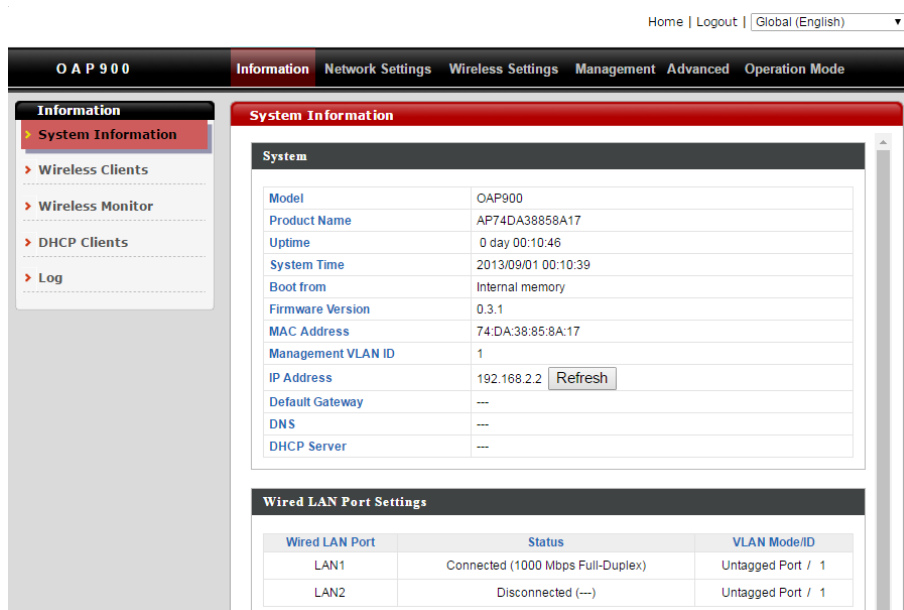 Home | Logout | Global (English)
OAP900
Information Network Settings Wireless Settings Management Advanced Operation Mode
Information
System Information
Wireless Clients
Wireless Monitor
DHCP Clients
Log
System Information
System
Model OAP900
Product Name AP74DA38858A17
Uptime 0 day 00:10:46
System Time 2013/09/01 00:10:39
Boot from Internal memory
Firmware Version 0.3.1
MAC Address 74:DA:38:85:8A:17
Management VLAN ID 1
IP Address 192.168.2.2 Refresh
Default Gateway ---
DNS ---
DHCP Server ---
Wired LAN Port Settings
Wired LAN Port Status VLAN Mode/ID
LAN1 Connected (1000 Mbps Full-Duplex) Untagged Port / 1
LAN2 Disconnected (---) Untagged Port / 1